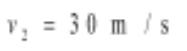 v₂ = 30 m/s